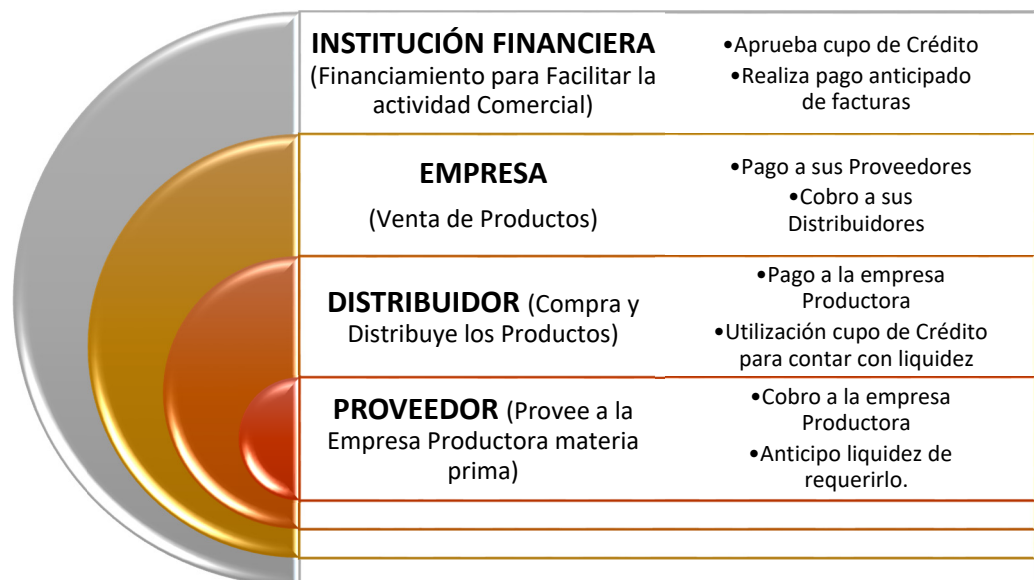 INSTITUCIÓN FINANCIERA
(Financiamiento para Facilitar la
actividad Comercial)
•Aprueba cupo de Crédito
•Realiza pago anticipado
de facturas
EMPRESA
(Venta de Productos)
•Pago a sus Proveedores
•Cobro a sus
Distribuidores
DISTRIBUIDOR (Compra y
Distribuye los Productos)
•Pago a la empresa
Productora
•Utilización cupo de Crédito
para contar con liquidez
PROVEEDOR (Provee a la
Empresa Productora materia
prima)
•Cobro a la empresa
Productora
•Anticipo liquidez de
requerirlo.